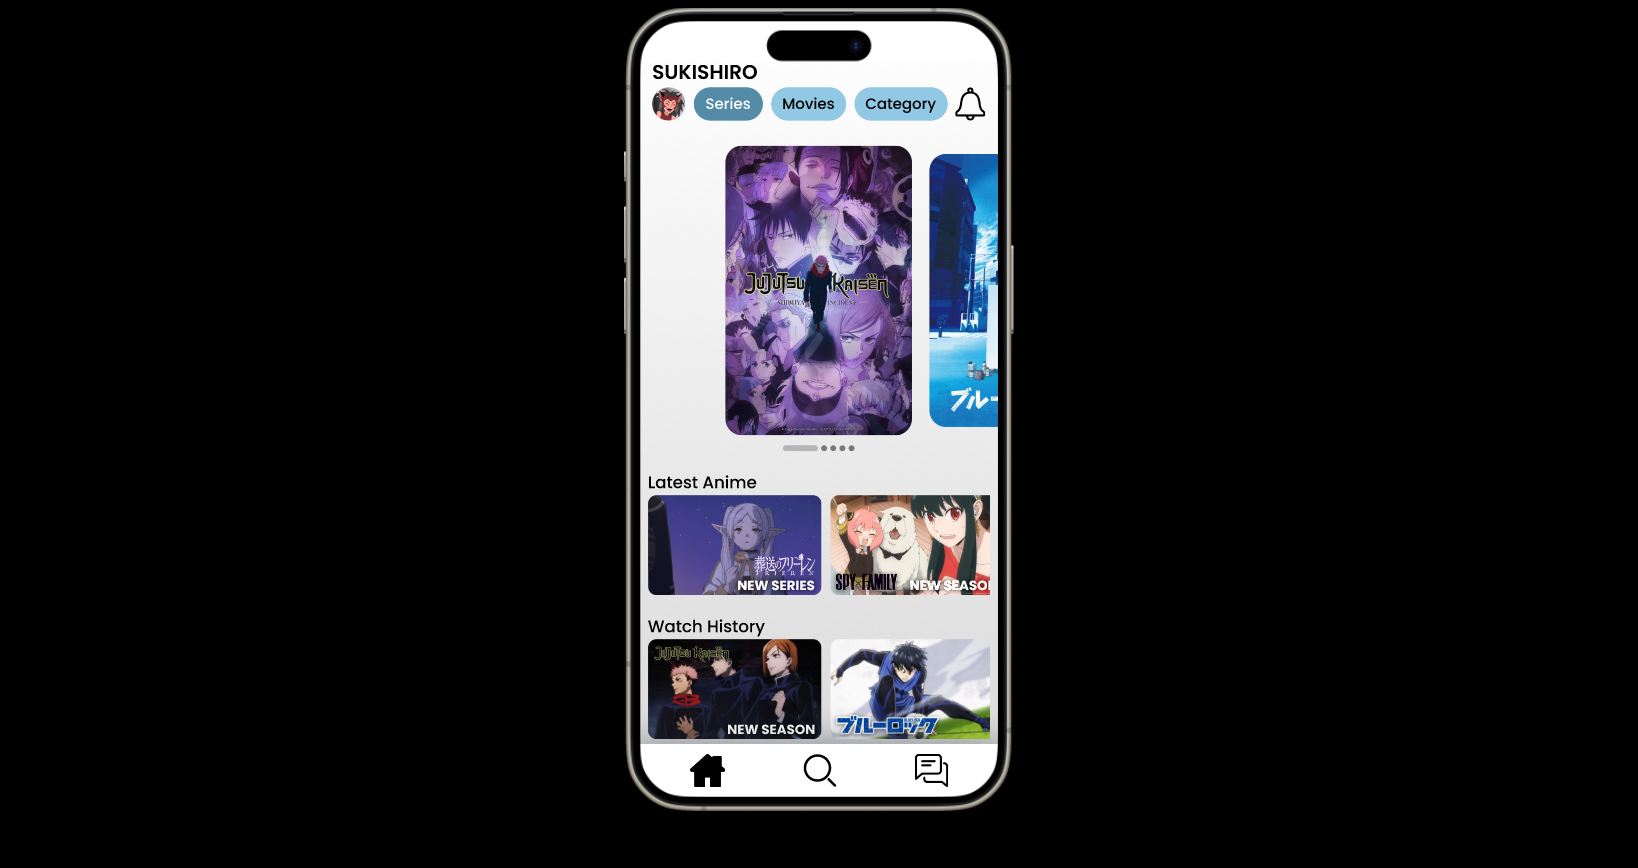 SUKISHIRO
Series
Movies
Category
JUJUTSU KAISEN
SHIBUYA INCIDENT
ブルー
Latest Anime
葬送のフリーレン
FRIEREN
NEW SERIES
SPY×FAMILY
NEW SEASO
Watch History
JUJUTSU KAISEN
NEW SEASON
ブルーロック